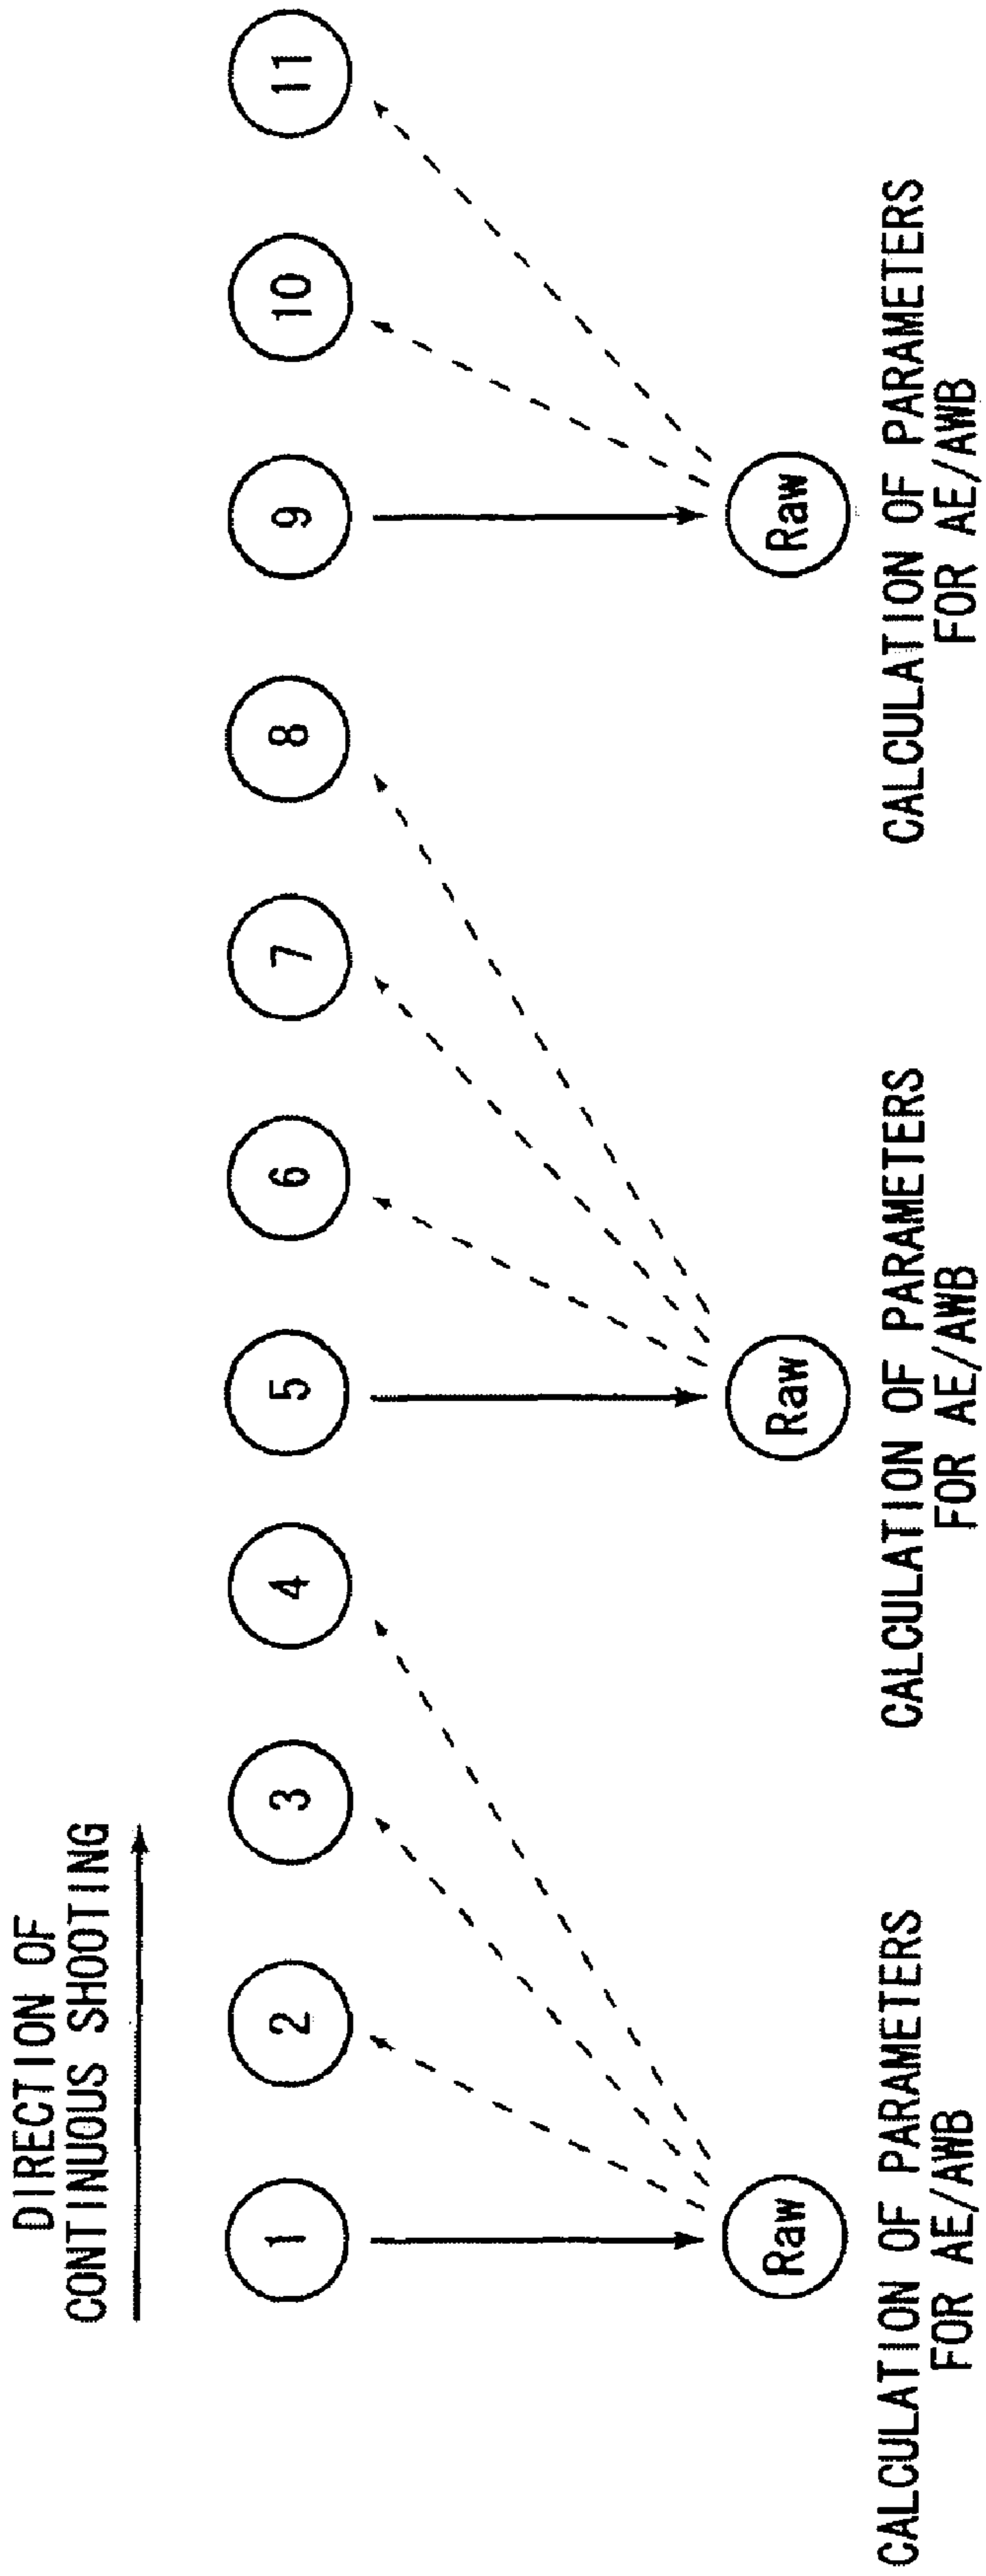 DIRECTION OF
CONTINUOUS SHOOTING
1
2
3
4
5
6
7
8
9
10
11
Raw
Raw
Raw
CALCULATION OF PARAMETERS
FOR AE/AWB
CALCULATION OF PARAMETERS
FOR AE/AWB
CALCULATION OF PARAMETERS
FOR AE/AWB